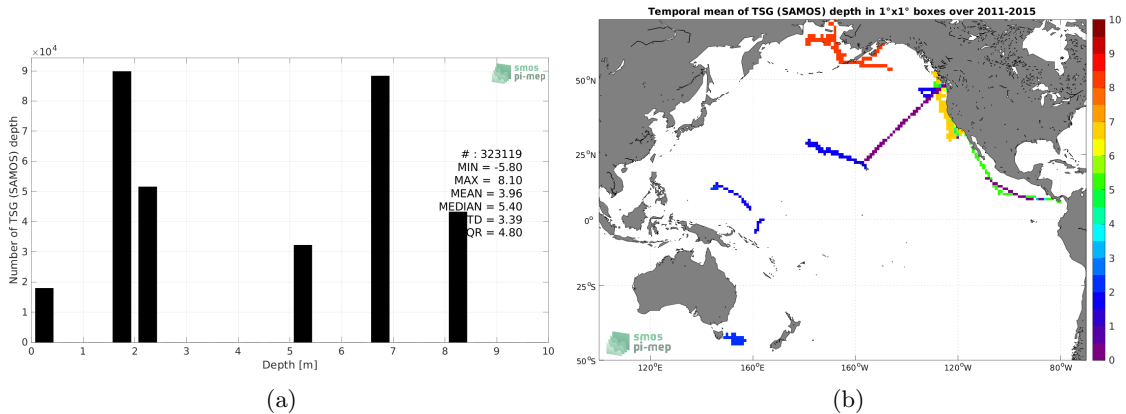 ×10⁴
9
8
7
6
5
4
3
2
1
0
Number of TSG (SAMOS) depth
smos
pi-mep
# : 323119
MIN = -5.80
MAX = 8.10
MEAN = 3.96
MEDIAN = 5.40
TD = 3.39
QR = 4.80
0 1 2 3 4 5 6 7 8 9 10
Depth [m]
(a)
Temporal mean of TSG (SAMOS) depth in 1°x1° boxes over 2011-2015
50°N
25°N
0°
25°S
50°S
smos
pi-mep
120°E 160°E 160°W 120°W 80°W
10
9
8
7
6
5
4
3
2
1
0
(b)